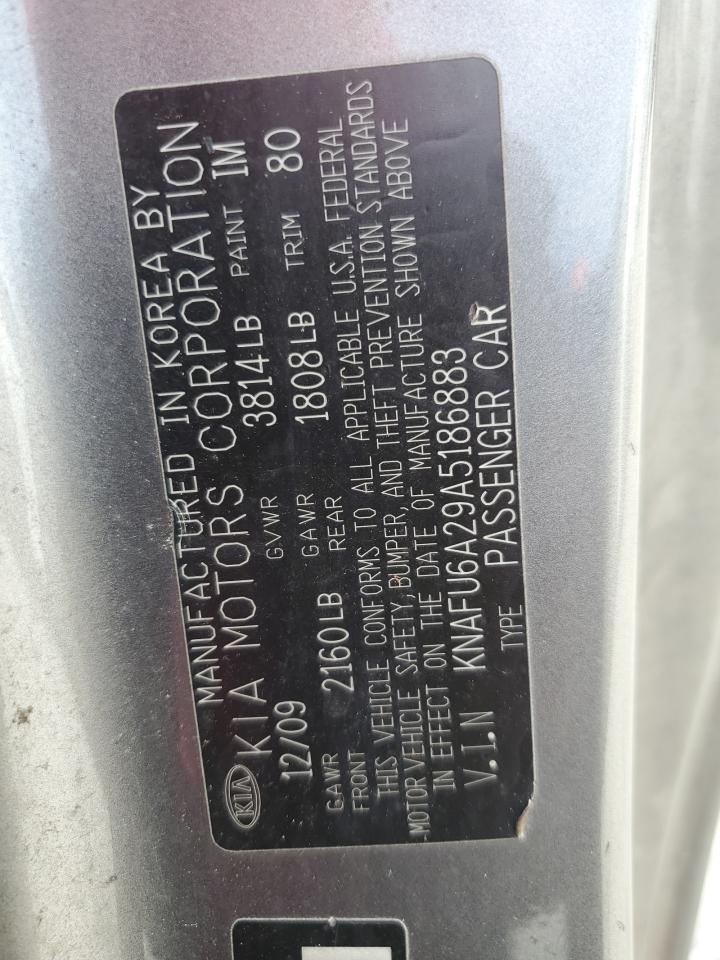 MANUFACTURED IN KOREA BY
KIA KIA MOTORS CORPORATION
12/09 GVWR 3814LB PAINT IM
GAWR FRONT 2160LB GAWR REAR 1808LB TRIM 80
THIS VEHICLE CONFORMS TO ALL APPLICABLE U.S.A. FEDERAL
MOTOR VEHICLE SAFETY, BUMPER, AND THEFT PREVENTION STANDARDS
IN EFFECT ON THE DATE OF MANUFACTURE SHOWN ABOVE
V.I.N KNAFU6A29A5186883
TYPE PASSENGER CAR